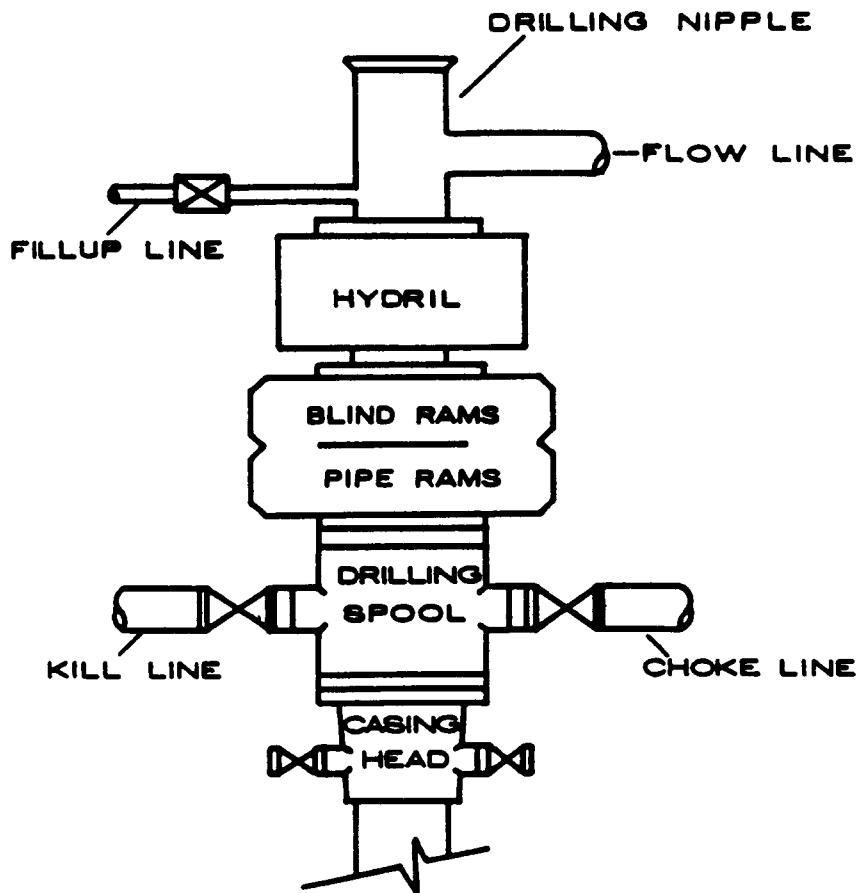 DRILLING NIPPLE
FLOW LINE
FILLUP LINE
HYDRIL
BLIND RAMS
PIPE RAMS
DRILLING
SPOOL
KILL LINE
CHOKE LINE
CASING
HEAD